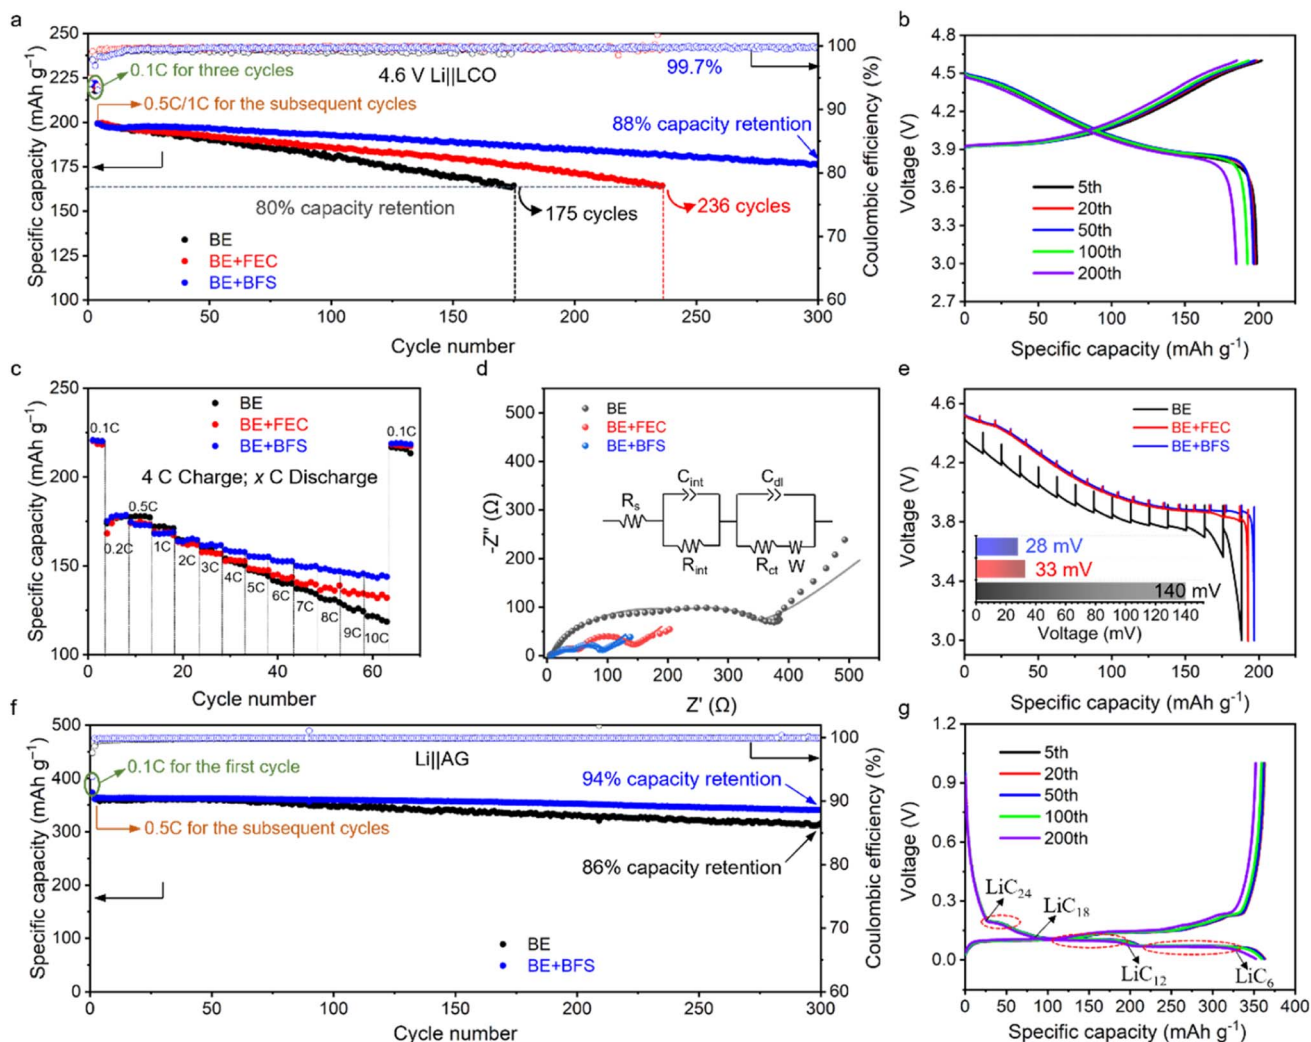 a
250
225
200
175
150
125
100
Specific capacity (mAh g⁻¹)
0.1C for three cycles
4.6 V Li||LCO
99.7%
0.5C/1C for the subsequent cycles
88% capacity retention
80% capacity retention
175 cycles
236 cycles
BE
BE+FEC
BE+BFS
100
90
80
70
60
Coulombic efficiency (%)
0 50 100 150 200 250 300
Cycle number
b
4.8
4.5
4.2
3.9
3.6
3.3
3.0
2.7
Voltage (V)
5th
20th
50th
100th
200th
0 50 100 150 200
Specific capacity (mAh g⁻¹)
c
250
200
150
100
Specific capacity (mAh g⁻¹)
BE
BE+FEC
BE+BFS
0.1C
0.1C
4 C Charge; x C Discharge
0.5C
0.2C
1C
2C
3C
4C
5C
6C
7C
8C
9C
10C
0 20 40 60
Cycle number
d
500
400
300
200
100
0
-Z'' (Ω)
BE
BE+FEC
BE+BFS
Rs
Cint
Rint
Cdl
Rct
W
0 100 200 300 400 500
Z' (Ω)
e
4.6
4.2
3.8
3.4
3.0
Voltage (V)
BE
BE+FEC
BE+BFS
28 mV
33 mV
140 mV
0 20 40 60 80 100 120 140
Voltage (mV)
0 50 100 150 200
Specific capacity (mAh g⁻¹)
f
500
450
400
350
300
250
200
150
100
50
0
Specific capacity (mAh g⁻¹)
Li||AG
0.1C for the first cycle
94% capacity retention
0.5C for the subsequent cycles
86% capacity retention
BE
BE+BFS
100
90
80
70
60
Coulombic efficiency (%)
0 50 100 150 200 250 300
Cycle number
g
1.2
0.9
0.6
0.3
0.0
Voltage (V)
5th
20th
50th
100th
200th
LiC₂₄
LiC₁₈
LiC₁₂
LiC₆
0 50 100 150 200 250 300 350 400
Specific capacity (mAh g⁻¹)